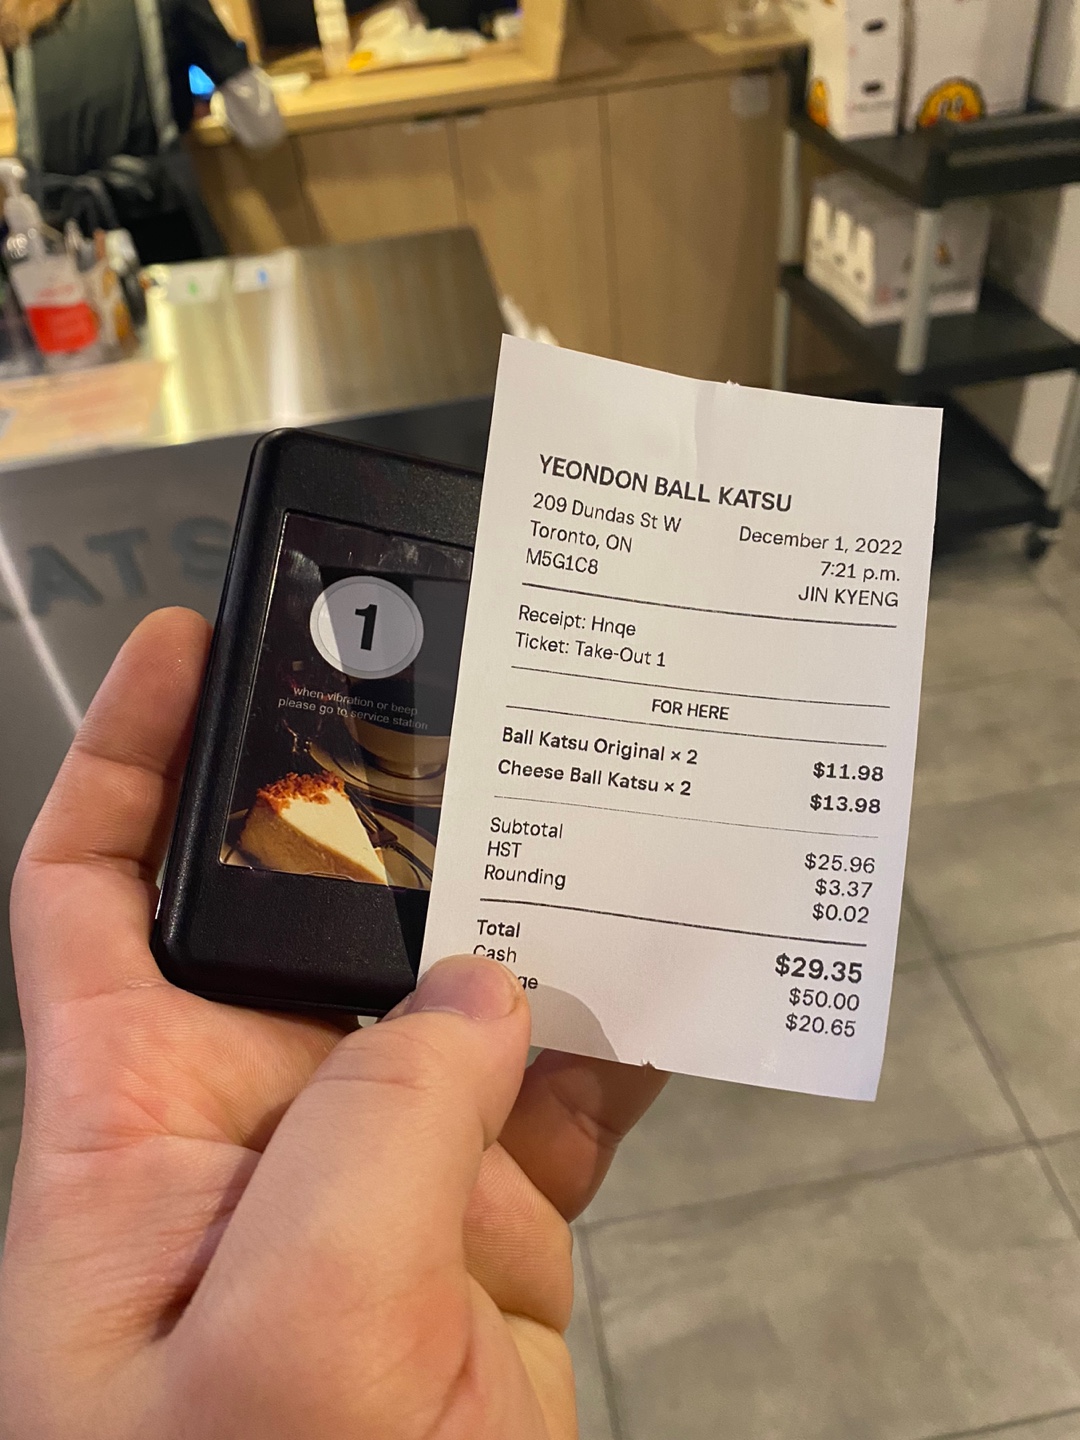 KATS
1
when vibration or beep
please go to service station
YEONDON BALL KATSU
209 Dundas St W
Toronto, ON
M5G1C8
December 1, 2022
7:21 p.m.
JIN KYENG
Receipt: Hnqe
Ticket: Take-Out 1
FOR HERE
Ball Katsu Original × 2 $11.98
Cheese Ball Katsu × 2 $13.98
Subtotal $25.96
HST $3.37
Rounding $0.02
Total $29.35
Cash $50.00
ge $20.65